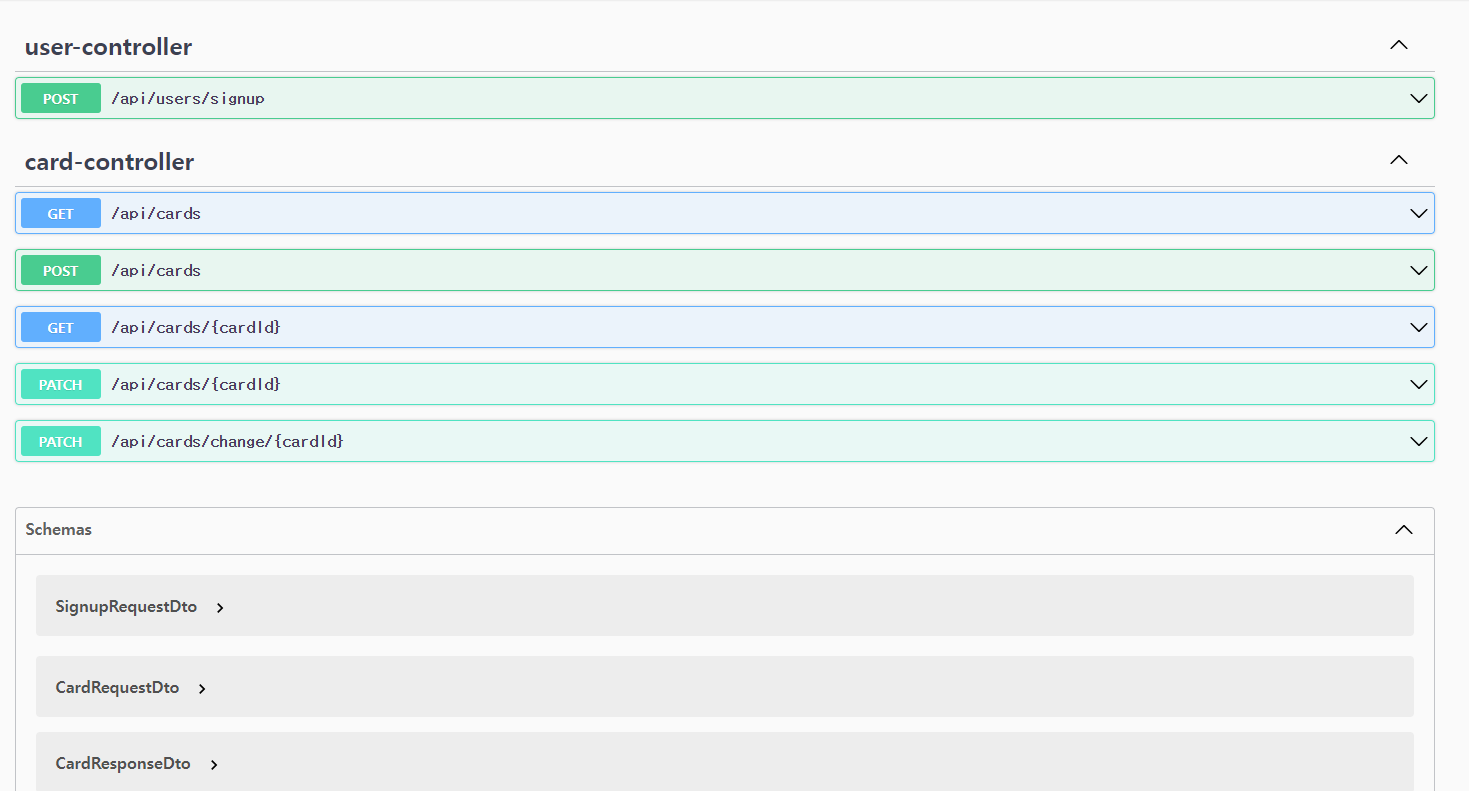 user-controller
POST /api/users/signup
card-controller
GET /api/cards
POST /api/cards
GET /api/cards/{cardId}
PATCH /api/cards/{cardId}
PATCH /api/cards/change/{cardId}
Schemas
SignupRequestDto
CardRequestDto
CardResponseDto